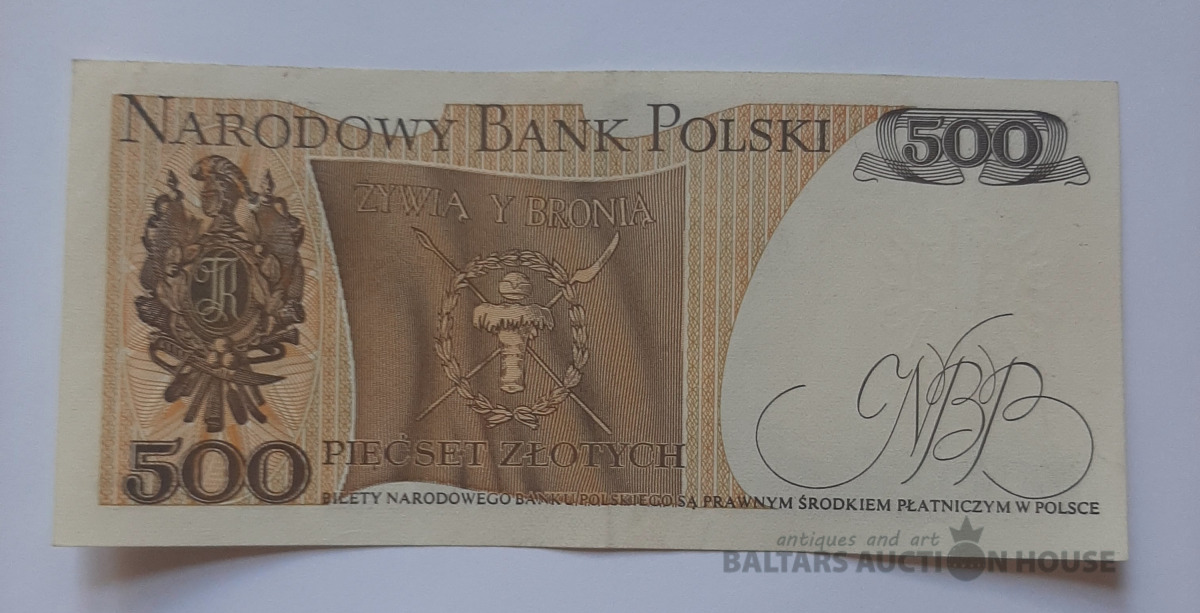 NARODOWY BANK POLSKI
500
ŻYWIĄ Y BRONIĄ
TK
NBP
500
PIĘĆSET ZŁOTYCH
BILETY NARODOWEGO BANKU POLSKIEGO SĄ PRAWNYM ŚRODKIEM PŁATNICZYM W POLSCE
antiques and art
BALTARS AUCTION HOUSE